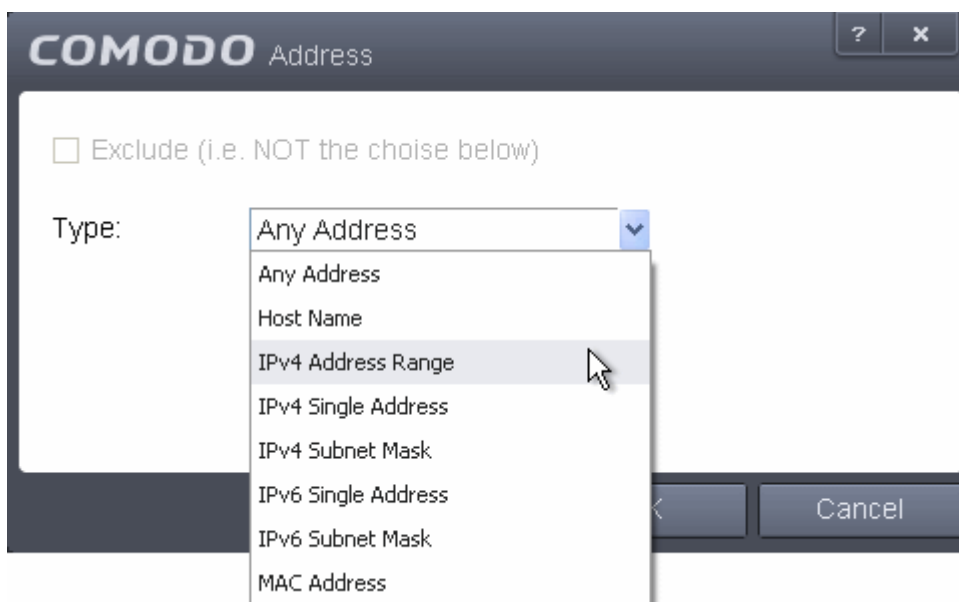 COMODO Address
? x
Exclude (i.e. NOT the choise below)
Type:
Any Address
Any Address
Host Name
IPv4 Address Range
IPv4 Single Address
IPv4 Subnet Mask
IPv6 Single Address
IPv6 Subnet Mask
MAC Address
Cancel